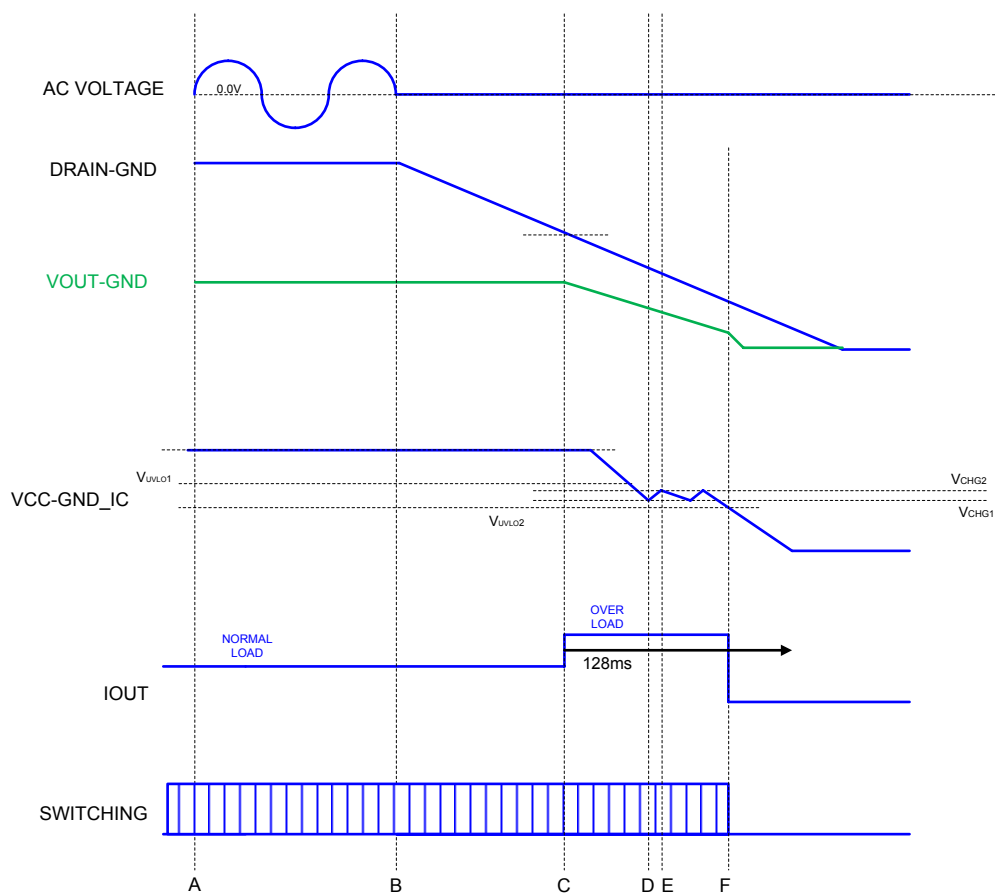 AC VOLTAGE
0.0V
DRAIN-GND
VOUT-GND
VUVLO1
VCHG2
VCC-GND_IC
VCHG1
VUVLO2
OVER
LOAD
NORMAL
LOAD
128ms
IOUT
SWITCHING
A B C D E F